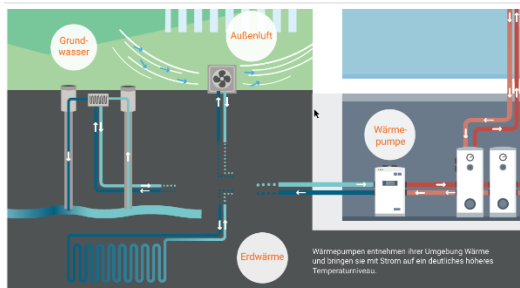 Grund-
wasser
Außenluft
Wärme-
pumpe
Erdwärme
Wärmepumpen entnehmen ihrer Umgebung Wärme
und bringen sie mit Strom auf ein deutliches höheres
Temperaturniveau.